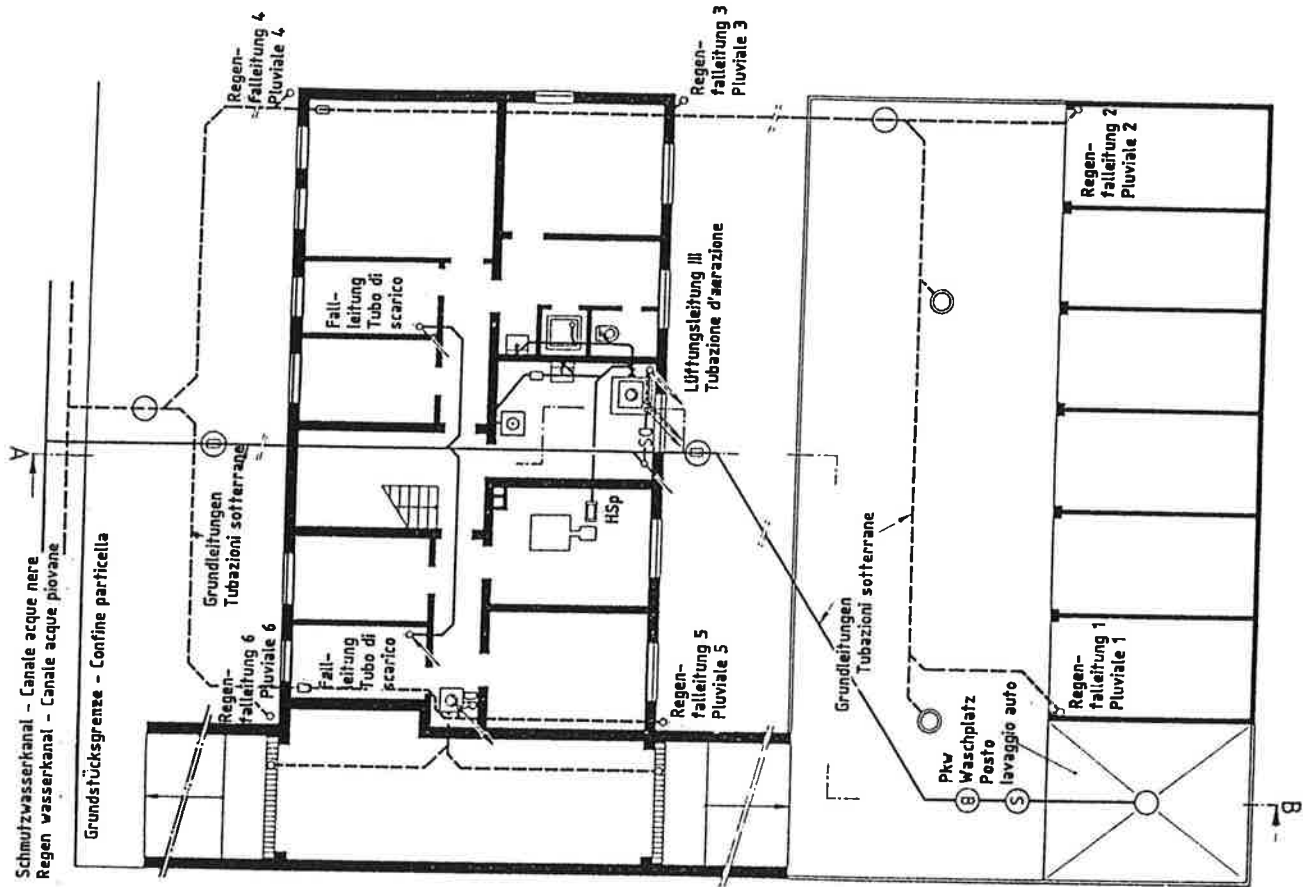 Schmutzwasserkanal - Canale acque nere
Regen wasserkanal - Canale acque piovane
Grundstücksgrenze - Confine particella
A
Regen-
falleitung 4
Pluviale 4
Regen-
falleitung 3
Pluviale 3
Grundleitungen
Tubazioni sotterrane
Regen-
falleitung 6
Pluviale 6
Fall-
leitung
Tubo di
scarico
Fall-
leitung
Tubo di
scarico
HSp
S
Lüftungsleitung III
Tubazione d'aerazione
Regen-
falleitung 5
Pluviale 5
Grundleitungen
Tubazioni sotterrane
Regen-
falleitung 2
Pluviale 2
Regen-
falleitung 1
Pluviale 1
Pkw
Waschplatz
Posto
lavaggio auto
B
S
B